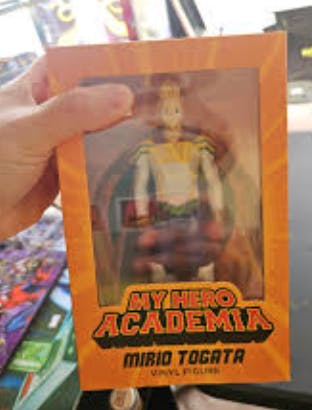 MY HERO
ACADEMIA
MIRIO TOGATA
VINYL FIGURE